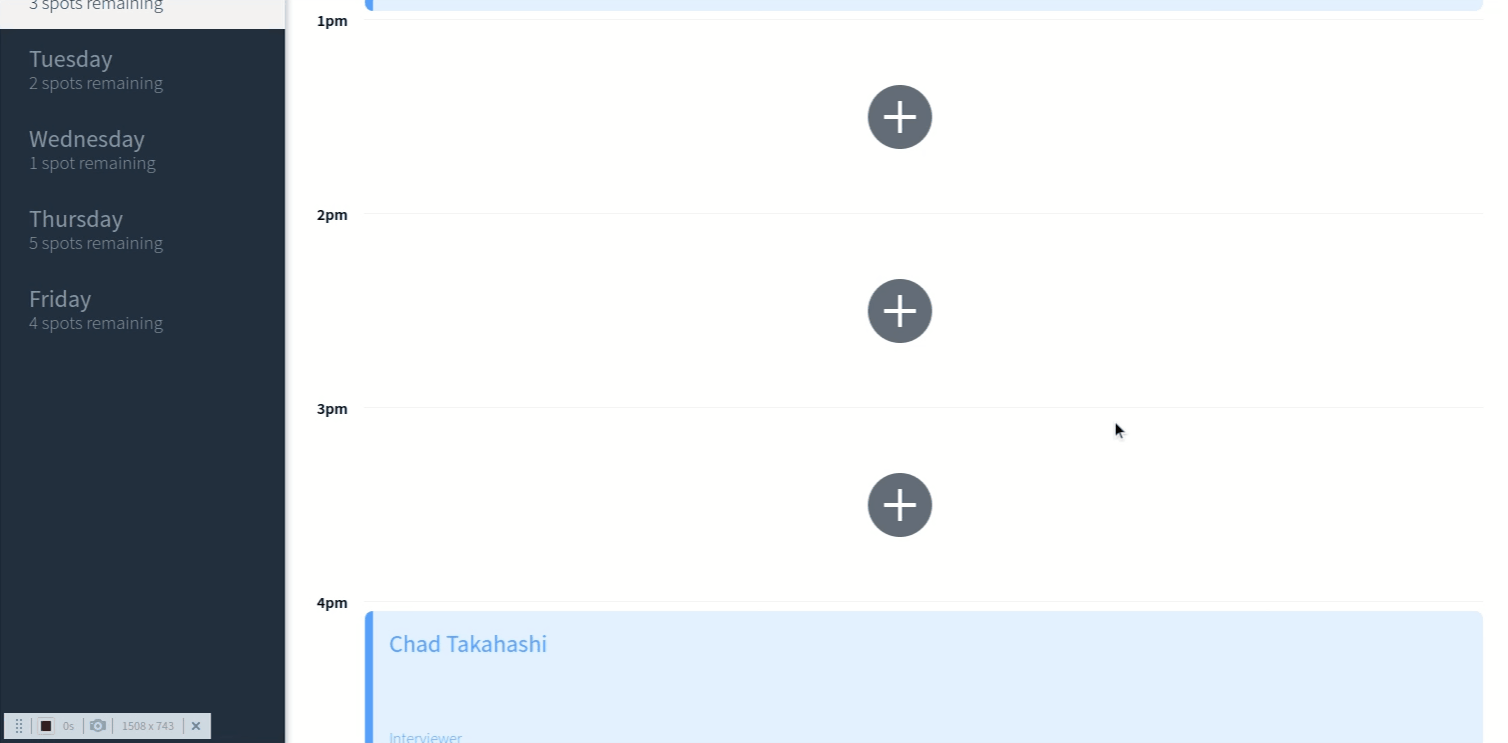 3 spots remaining
Tuesday
2 spots remaining
Wednesday
1 spot remaining
Thursday
5 spots remaining
Friday
4 spots remaining
1pm
2pm
3pm
4pm
Chad Takahashi
Interviewer
0s
1508 x 743